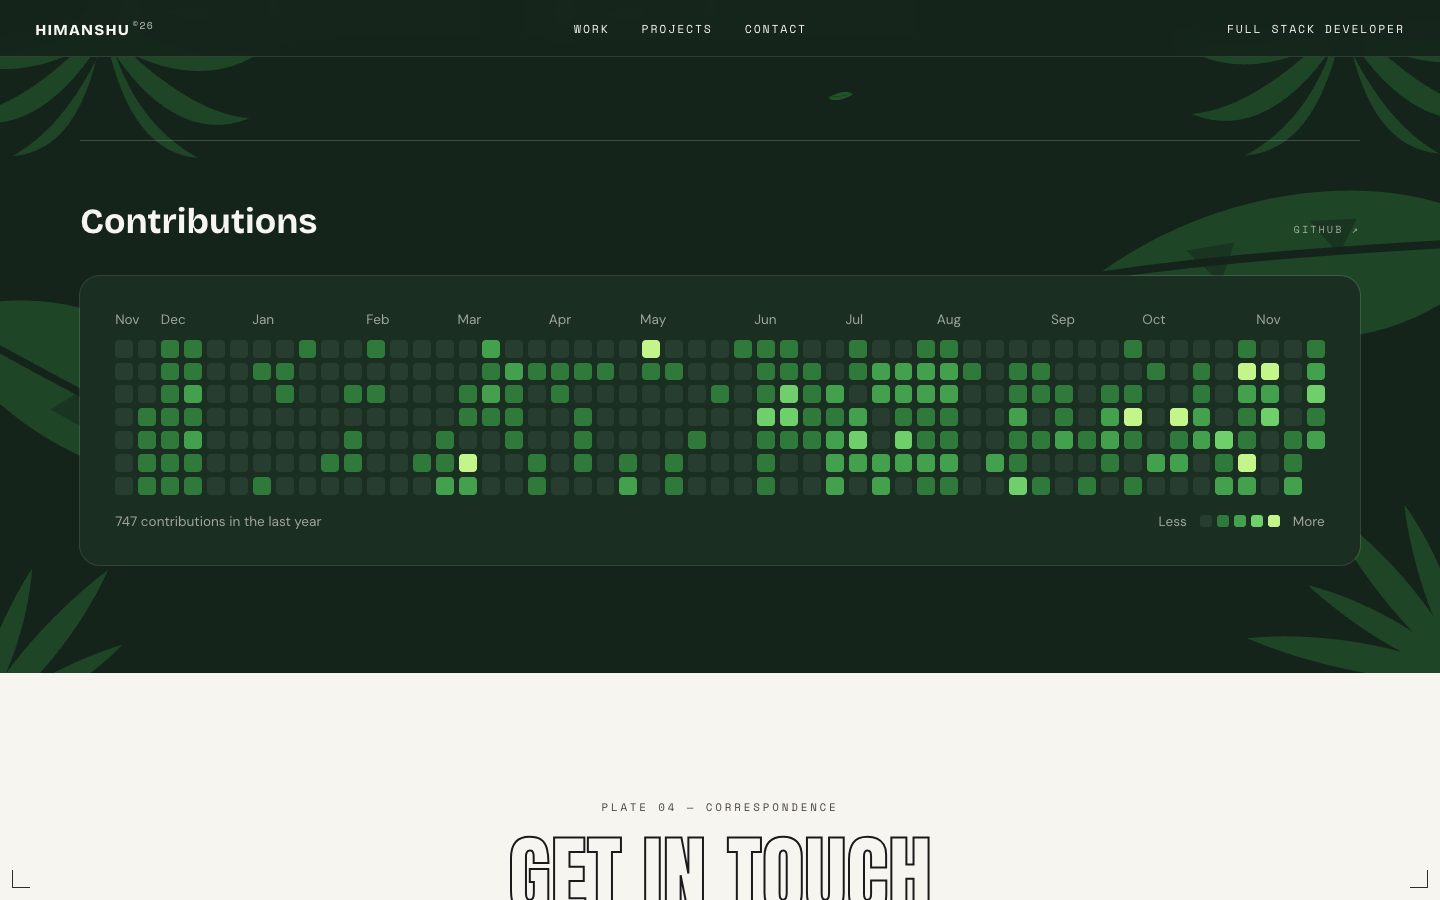 HIMANSHU ©26
WORK PROJECTS CONTACT
FULL STACK DEVELOPER
Contributions
GITHUB ↗
Nov Dec Jan Feb Mar Apr May Jun Jul Aug Sep Oct Nov
747 contributions in the last year
Less More
PLATE 04 — CORRESPONDENCE
GET IN TOUCH